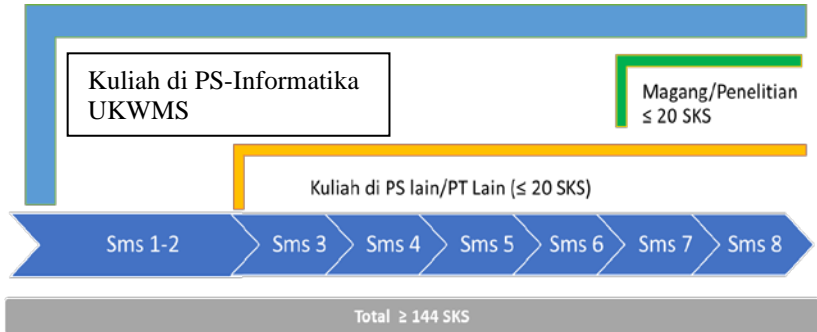 Kuliah di PS-Informatika
UKWMS
Magang/Penelitian
≤ 20 SKS
Kuliah di PS lain/PT Lain (≤ 20 SKS)
Sms 1-2
Sms 3
Sms 4
Sms 5
Sms 6
Sms 7
Sms 8
Total ≥ 144 SKS